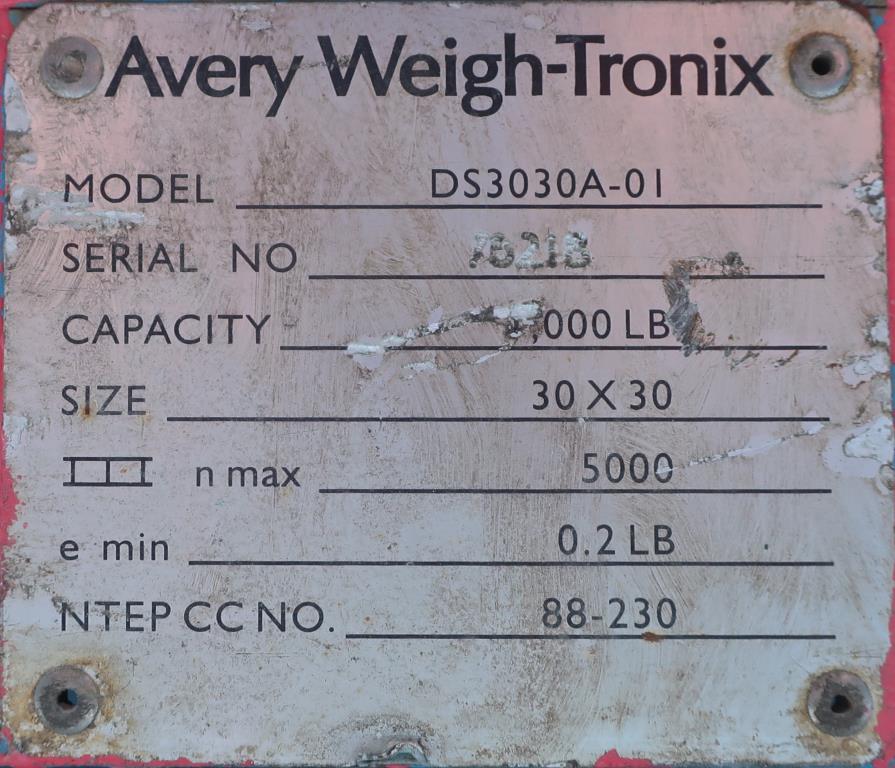 Avery Weigh-Tronix
MODEL DS3030A-01
SERIAL NO
CAPACITY ,000 LB
SIZE 30 X 30
III n max 5000
e min 0.2 LB
NTEP CC NO. 88-230